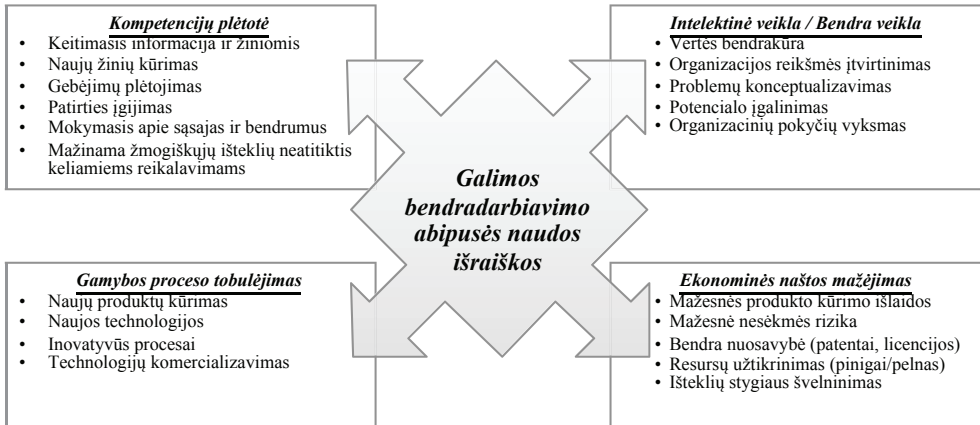 Kompetencijų plėtotė
• Keitimasis informacija ir žiniomis
• Naujų žinių kūrimas
• Gebėjimų plėtojimas
• Patirties įgijimas
• Mokymasis apie sąsajas ir bendrumus
• Mažinama žmogiškųjų išteklių neatitiktis
keliamiems reikalavimams
Intelektinė veikla / Bendra veikla
• Vertės bendrakūra
• Organizacijos reikšmės įtvirtinimas
• Problemų konceptualizavimas
• Potencialo įgalinimas
• Organizacinių pokyčių vyksmas
Galimos
bendradarbiavimo
abipusės naudos
išraiškos
Gamybos proceso tobulėjimas
• Naujų produktų kūrimas
• Naujos technologijos
• Inovatyvūs procesai
• Technologijų komercializavimas
Ekonominės naštos mažėjimas
• Mažesnės produkto kūrimo išlaidos
• Mažesnė nesėkmės rizika
• Bendra nuosavybė (patentai, licencijos)
• Resursų užtikrinimas (pinigai/pelnas)
• Išteklių stygiaus švelninimas